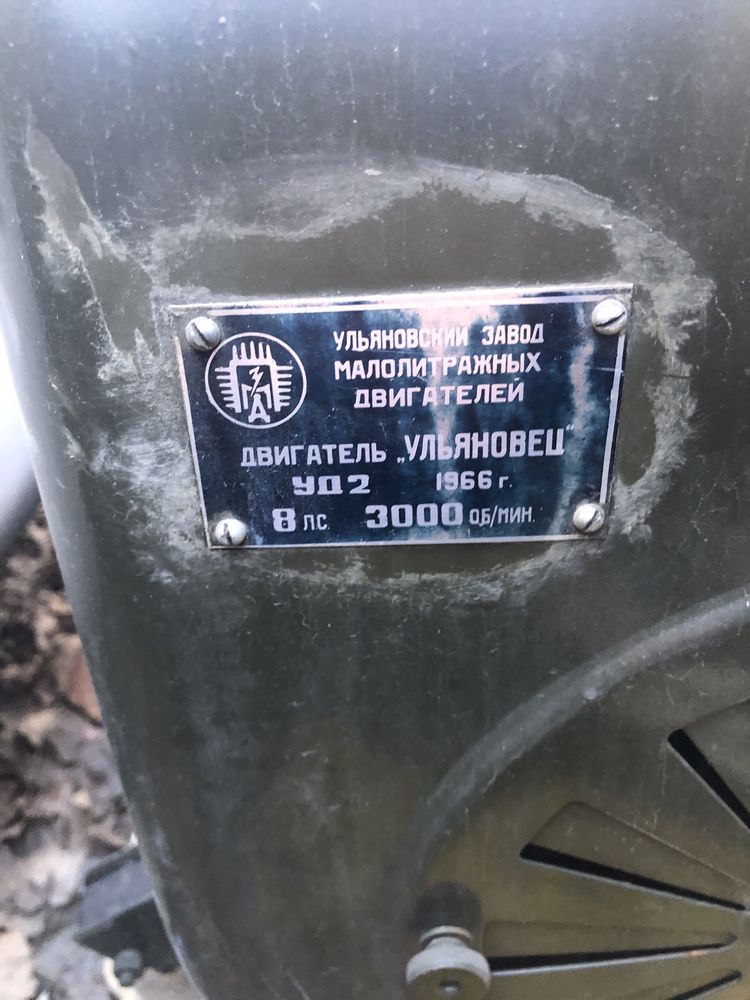 УЛЬЯНОВСКИЙ ЗАВОД
МАЛОЛИТРАЖНЫХ
ДВИГАТЕЛЕЙ
ДВИГАТЕЛЬ „УЛЬЯНОВЕЦ"
УД2 1966 г.
8 ЛС. 3000 ОБ/МИН.